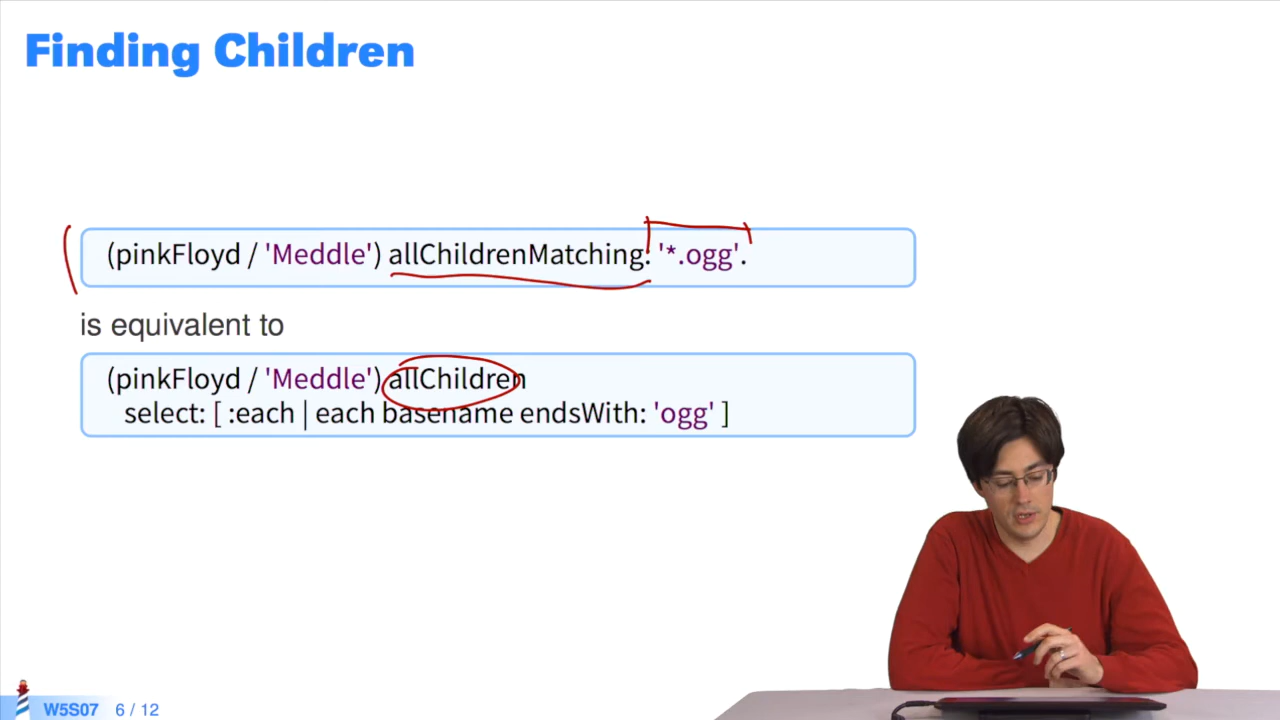 Finding Children
(pinkFloyd / 'Meddle') allChildrenMatching: '*.ogg'.
is equivalent to
(pinkFloyd / 'Meddle') allChildren
select: [ :each | each basename endsWith: 'ogg' ]
W5S07 6 / 12